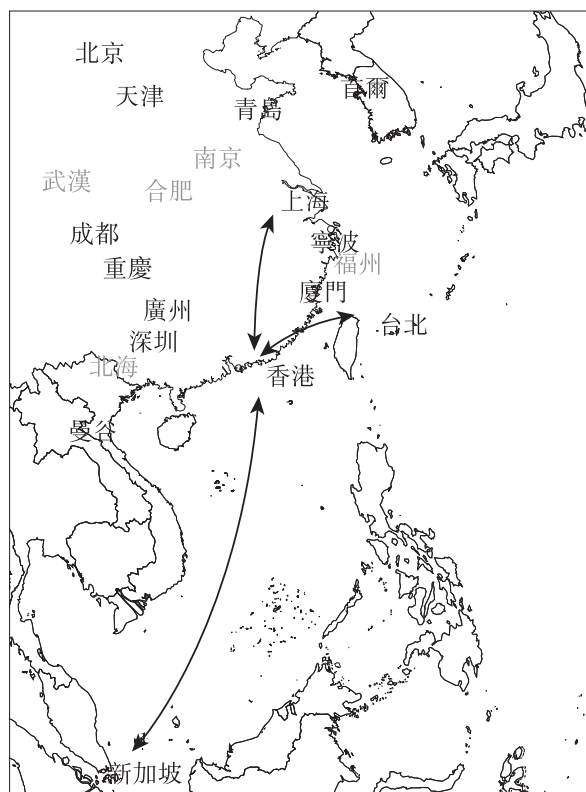 北京
首爾
天津
青島
南京
武漢
合肥
上海
成都
寧波
重慶
福州
廈門
廣州
台北
深圳
北海
香港
曼谷
新加坡